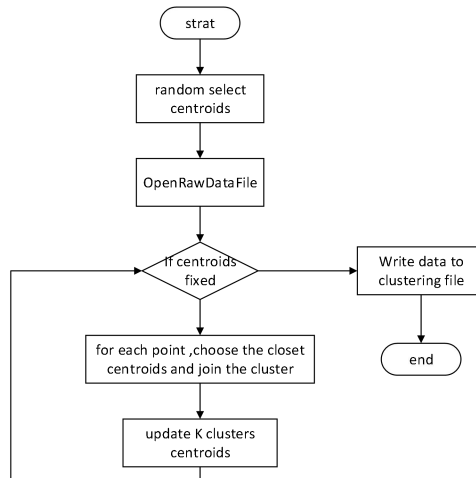 strat
random select
centroids
OpenRawDataFile
If centroids
fixed
Write data to
clustering file
for each point ,choose the closet
centroids and join the cluster
end
update K clusters
centroids